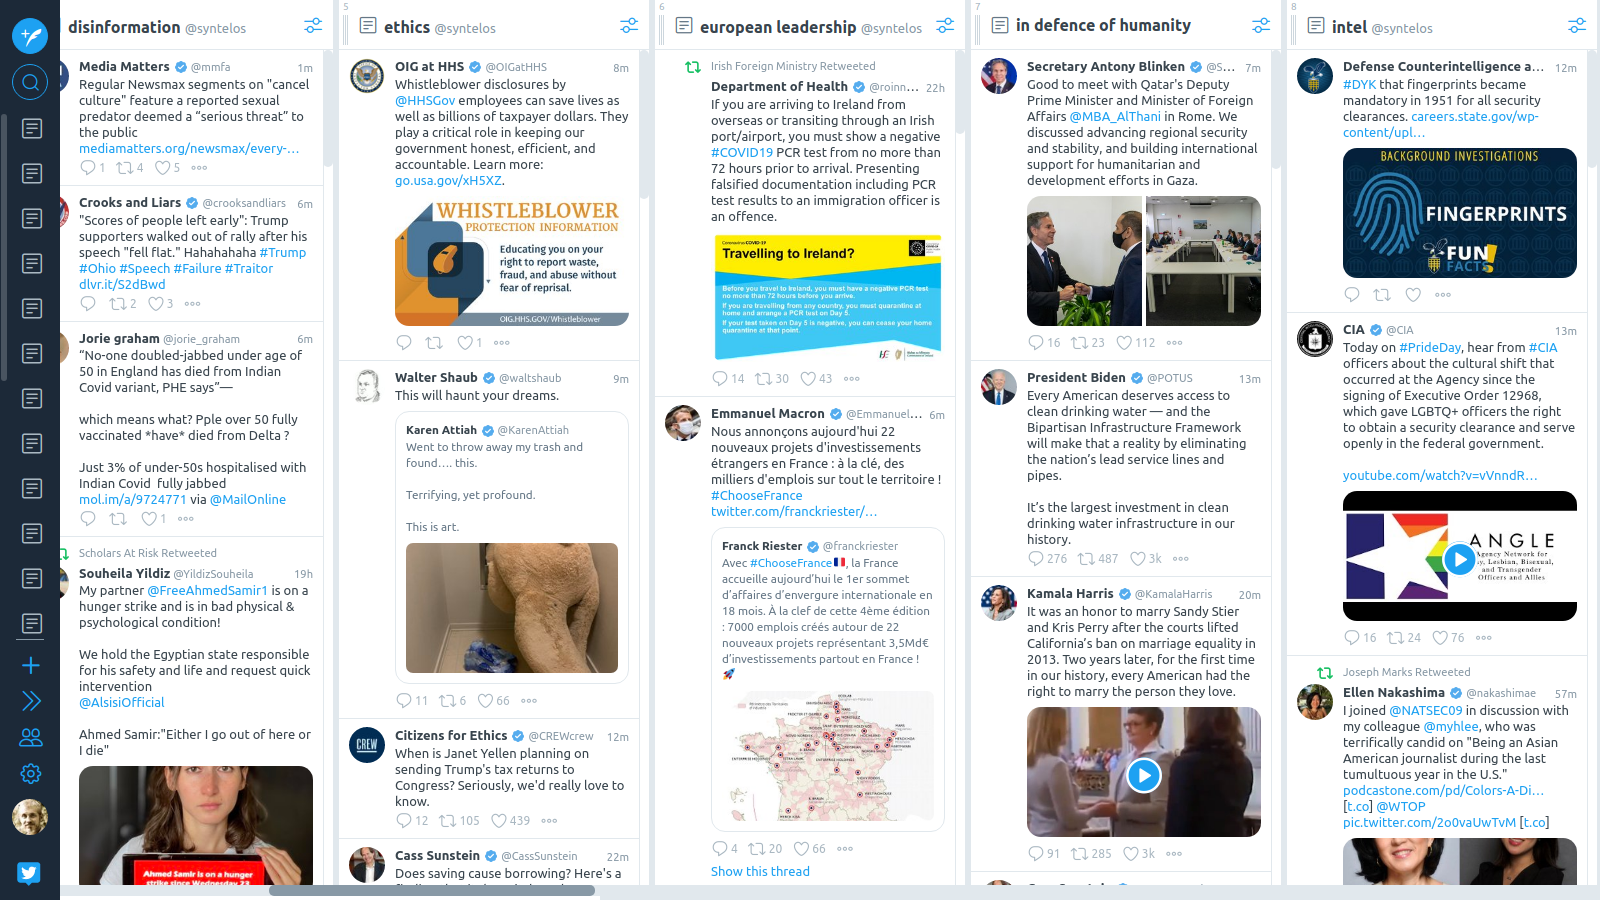 disinformation @syntelos
Media Matters @mmfa 1m
Regular Newsmax segments on "cancel
culture" feature a reported sexual
predator deemed a “serious threat” to
the public
mediamatters.org/newsmax/every-…
1 4 5
Crooks and Liars @crooksandliars 6m
"Scores of people left early": Trump
supporters walked out of rally after his
speech "fell flat." Hahahahaha #Trump
#Ohio #Speech #Failure #Traitor
dlvr.it/S2dBwd
2 3
Jorie graham @jorie_graham 6m
“No-one doubled-jabbed under age of
50 in England has died from Indian
Covid variant, PHE says”—
which means what? Pple over 50 fully
vaccinated *have* died from Delta ?
Just 3% of under-50s hospitalised with
Indian Covid fully jabbed
mol.im/a/9724771 via @MailOnline
1
Scholars At Risk Retweeted
Souheila Yildiz @YildizSouheila 19h
My partner @FreeAhmedSamir1 is on a
hunger strike and is in bad physical &
psychological condition!
We hold the Egyptian state responsible
for his safety and life and request quick
intervention
@AlsisiOfficial
Ahmed Samir:"Either I go out of here or
I die"
Ahmed Samir is on a hunger
strike since Wednesday 23
5
ethics @syntelos
OIG at HHS @OIGatHHS 8m
Whistleblower disclosures by
@HHSGov employees can save lives as
well as billions of taxpayer dollars. They
play a critical role in keeping our
government honest, efficient, and
accountable. Learn more:
go.usa.gov/xH5XZ.
WHISTLEBLOWER
PROTECTION INFORMATION
Educating you on your
right to report waste,
fraud, and abuse without
fear of reprisal.
OIG.HHS.GOV/Whistleblower
1
Walter Shaub @waltshaub 9m
This will haunt your dreams.
Karen Attiah @KarenAttiah
Went to throw away my trash and
found…. this.
Terrifying, yet profound.
This is art.
11 6 66
CREW
Citizens for Ethics @CREWcrew 12m
When is Janet Yellen planning on
sending Trump's tax returns to
Congress? Seriously, we'd really love to
know.
12 105 439
Cass Sunstein @CassSunstein 22m
Does saving cause borrowing? Here's a
6
european leadership @syntelos
Irish Foreign Ministry Retweeted
Department of Health @roinn… 22h
If you are arriving to Ireland from
overseas or transiting through an Irish
port/airport, you must show a negative
#COVID19 PCR test from no more than
72 hours prior to arrival. Presenting
falsified documentation including PCR
test results to an immigration officer is
an offence.
Coronavirus COVID-19
Travelling to Ireland?
Before you travel to Ireland, you must have a negative PCR test
no more than 72 hours before you arrive.
If you are travelling from any country, you must quarantine at
home and arrange a PCR test on Day 5.
If your test taken on Day 5 is negative, you can cease your home
quarantine at that point.
14 30 43
Emmanuel Macron @Emmanuel… 6m
Nous annonçons aujourd'hui 22
nouveaux projets d'investissements
étrangers en France : à la clé, des
milliers d'emplois sur tout le territoire !
#ChooseFrance
twitter.com/franckriester/…
Franck Riester @franckriester
Avec #ChooseFrance🇫🇷, la France
accueille aujourd’hui le 1er sommet
d’affaires d’envergure internationale en
18 mois. À la clef de cette 4ème édition
: 7000 emplois créés autour de 22
nouveaux projets représentant 3,5Md€
d’investissements partout en France !
🚀
4 20 66
Show this thread
7
in defence of humanity
Secretary Antony Blinken @S… 7m
Good to meet with Qatar's Deputy
Prime Minister and Minister of Foreign
Affairs @MBA_AlThani in Rome. We
discussed advancing regional security
and stability, and building international
support for humanitarian and
development efforts in Gaza.
16 23 112
President Biden @POTUS 13m
Every American deserves access to
clean drinking water — and the
Bipartisan Infrastructure Framework
will make that a reality by eliminating
the nation’s lead service lines and
pipes.
It’s the largest investment in clean
drinking water infrastructure in our
history.
276 487 3k
Kamala Harris @KamalaHarris 20m
It was an honor to marry Sandy Stier
and Kris Perry after the courts lifted
California’s ban on marriage equality in
2013. Two years later, for the first time
in our history, every American had the
right to marry the person they love.
91 285 3k
8
intel @syntelos
Defense Counterintelligence a… 12m
#DYK that fingerprints became
mandatory in 1951 for all security
clearances. careers.state.gov/wp-
content/upl…
BACKGROUND INVESTIGATIONS
FINGERPRINTS
FUN
FACTS!
CIA @CIA 13m
Today on #PrideDay, hear from #CIA
officers about the cultural shift that
occurred at the Agency since the
signing of Executive Order 12968,
which gave LGBTQ+ officers the right
to obtain a security clearance and serve
openly in the federal government.
youtube.com/watch?v=vVnndR…
ANGLE
Agency Network for
y, Lesbian, Bisexual,
and Transgender
Officers and Allies
16 24 76
Joseph Marks Retweeted
Ellen Nakashima @nakashimae 57m
I joined @NATSEC09 in discussion with
my colleague @myhlee, who was
terrifically candid on "Being an Asian
American journalist during the last
tumultuous year in the U.S."
podcastone.com/pd/Colors-A-Di…
[t.co] @WTOP
pic.twitter.com/2o0vaUwTvM [t.co]